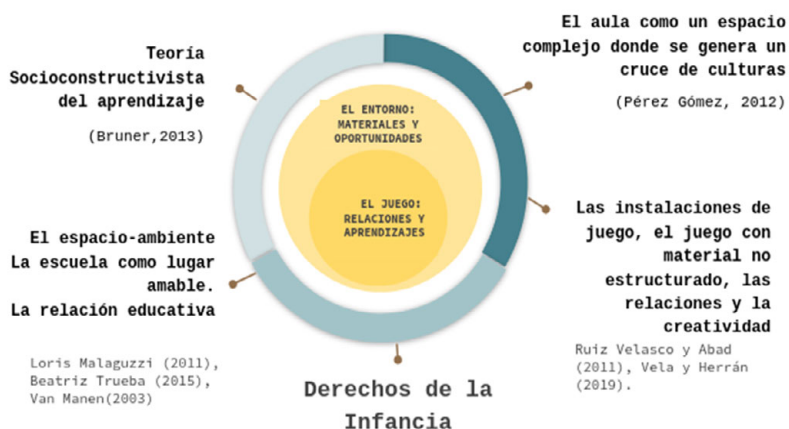 Teoría
Socioconstructivista
del aprendizaje
(Bruner,2013)
El aula como un espacio
complejo donde se genera un
cruce de culturas
(Pérez Gómez, 2012)
EL ENTORNO:
MATERIALES Y
OPORTUNIDADES
EL JUEGO:
RELACIONES Y
APRENDIZAJES
El espacio-ambiente
La escuela como lugar
amable.
La relación educativa
Loris Malaguzzi (2011),
Beatriz Trueba (2015),
Van Manen(2003)
Las instalaciones de
juego, el juego con
material no
estructurado, las
relaciones y la
creatividad
Ruiz Velasco y Abad
(2011), Vela y Herrán
(2019).
Derechos de la
Infancia